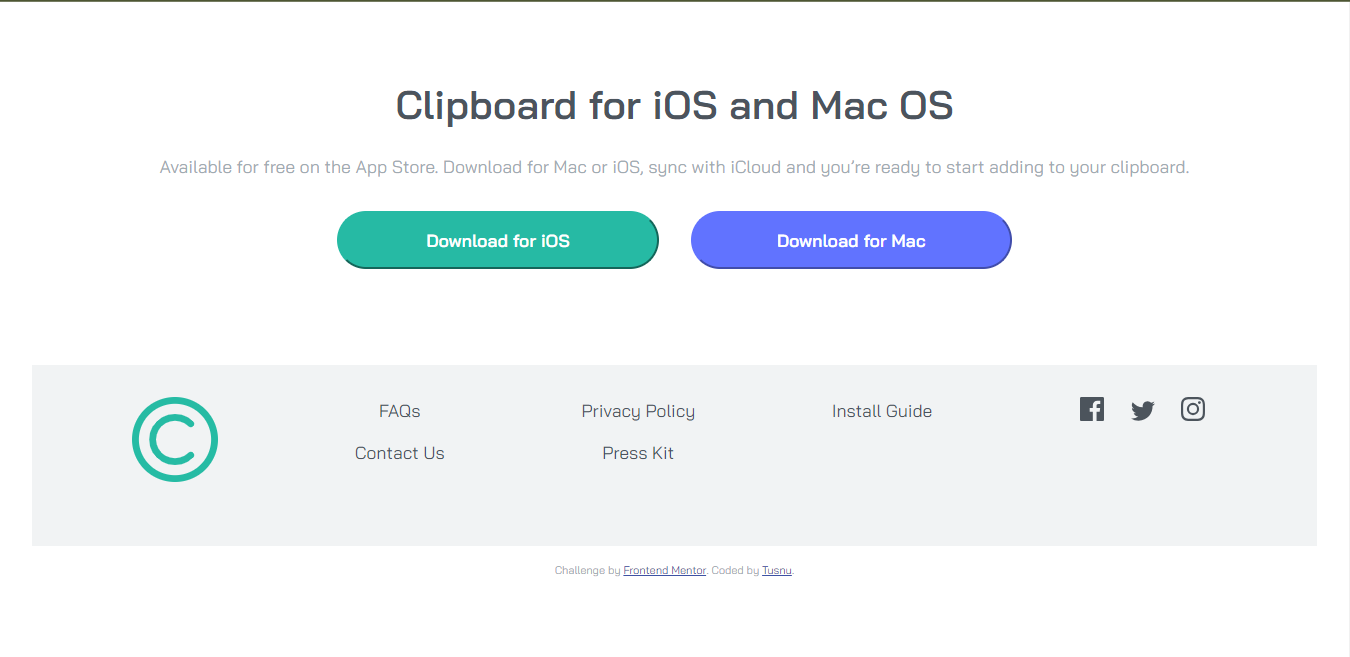 Clipboard for iOS and Mac OS
Available for free on the App Store. Download for Mac or iOS, sync with iCloud and you’re ready to start adding to your clipboard.
Download for iOS
Download for Mac
FAQs
Contact Us
Privacy Policy
Press Kit
Install Guide
Challenge by Frontend Mentor. Coded by Tusnu.